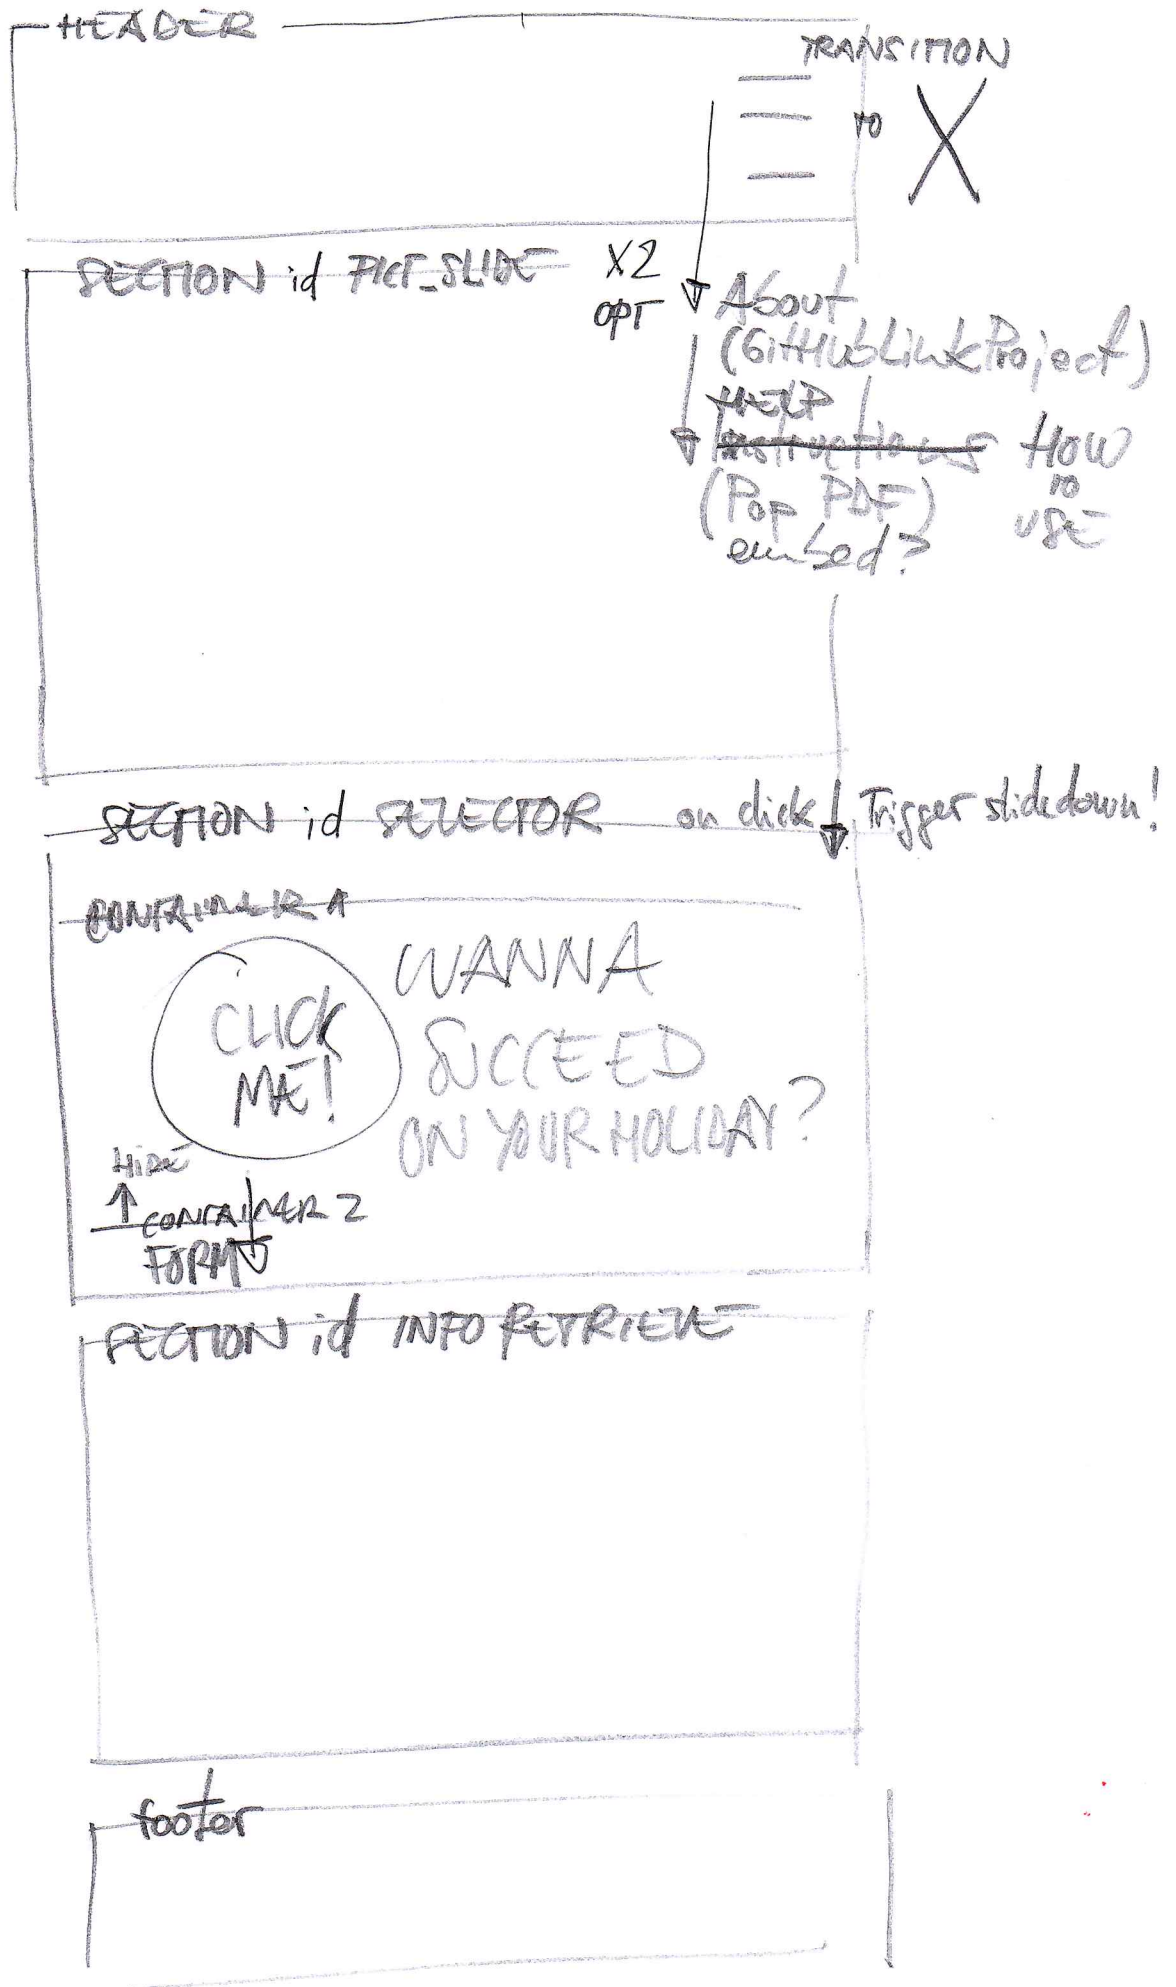 HEADER
TRANSITION
TO X
SECTION id PICT_SLIDE
X2
OPT
About
(GitHubLinkProject)
HELP
Instructions HOW
TO
USE
(Pop PDF)
embed?
SECTION id SELECTOR on click Trigger slidedown!
CONTAINER 1
CLICK
ME!
WANNA
SUCCEED
ON YOUR HOLIDAY?
HIDE
CONTAINER 2
FORM
SECTION id INFO RETRIEVE
footer